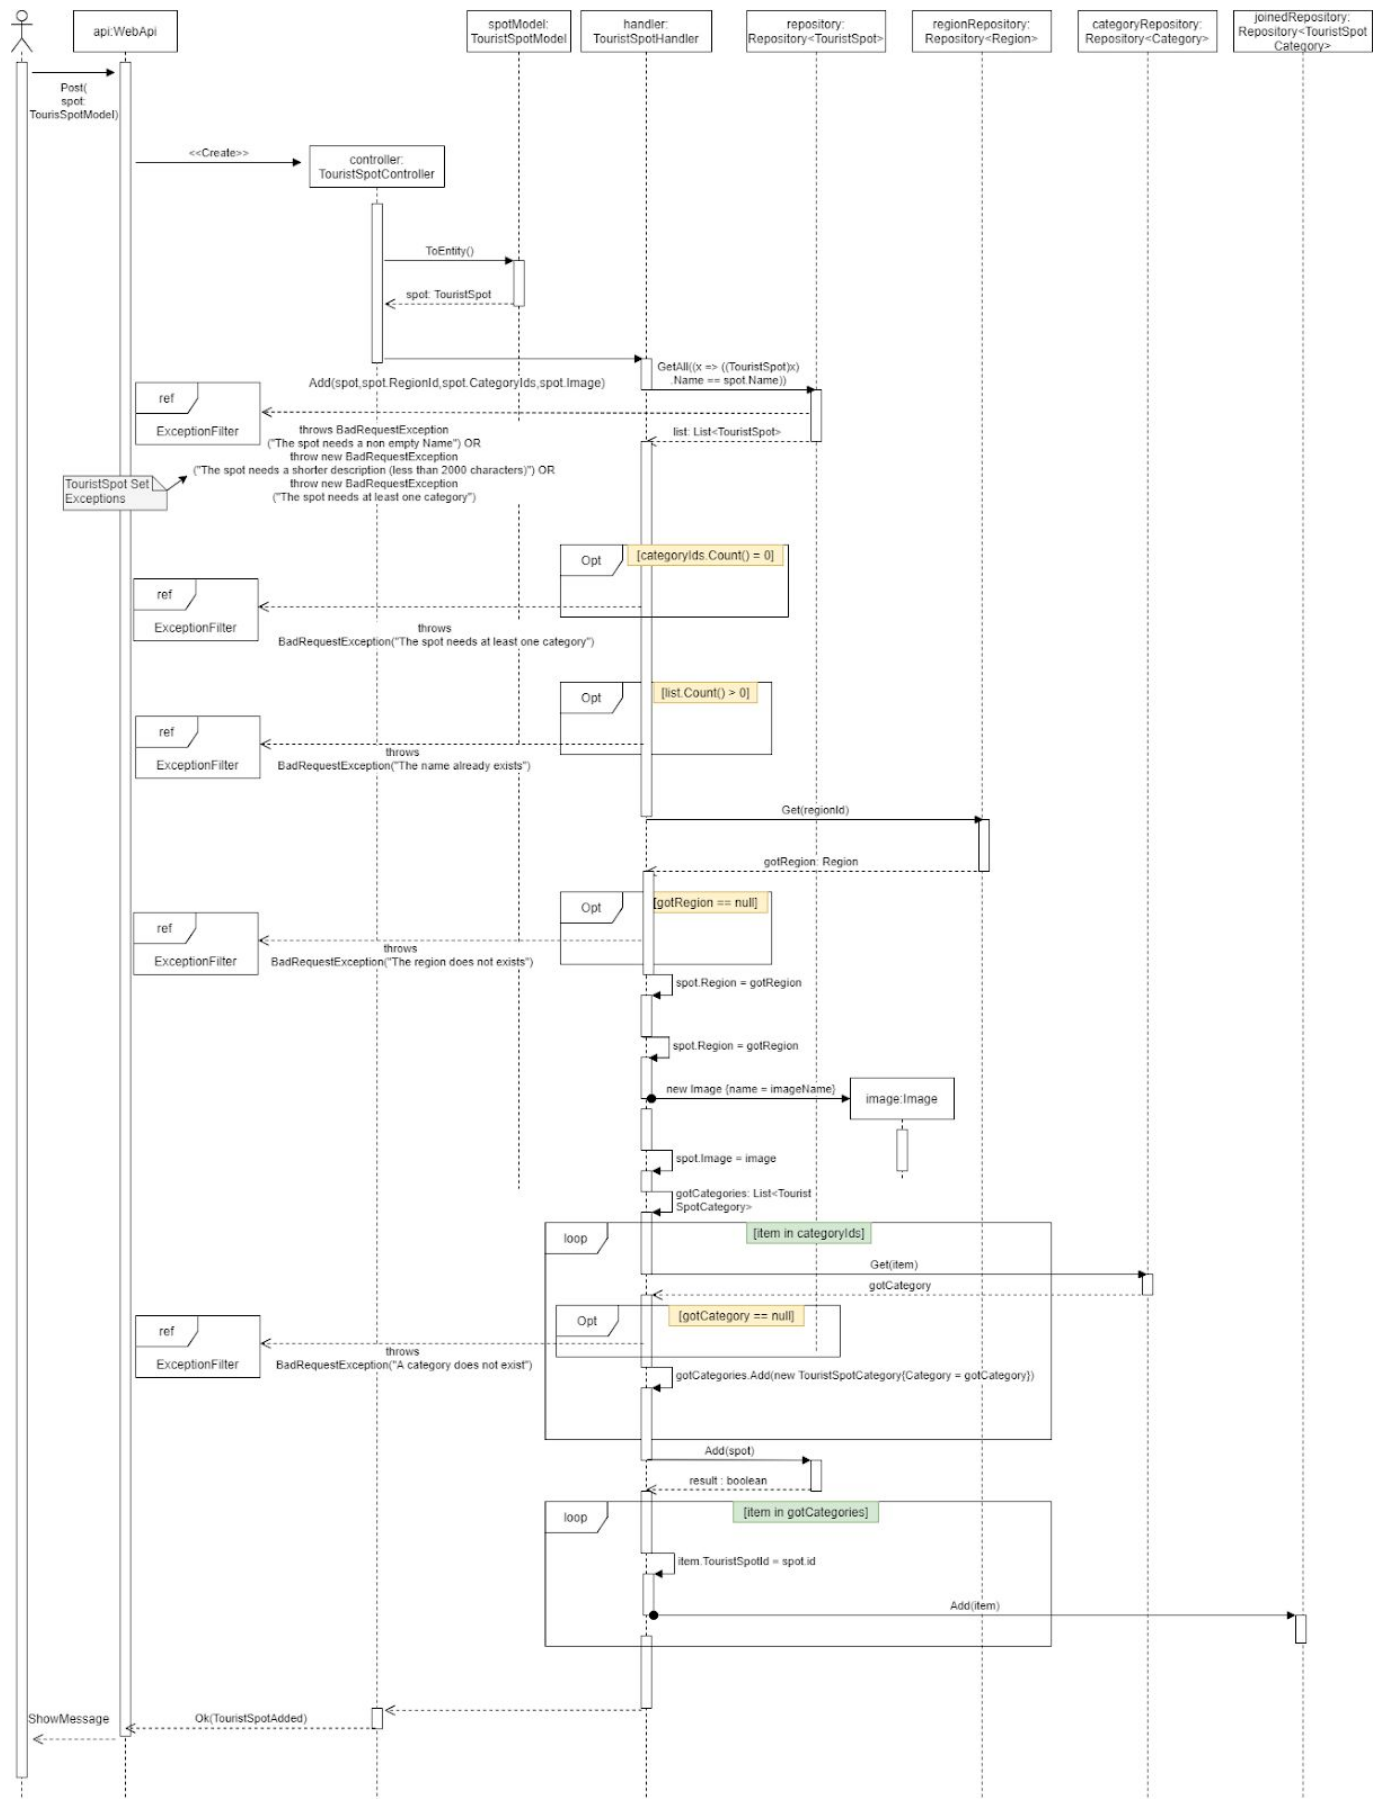 api:WebApi
spotModel:
TouristSpotModel
handler:
TouristSpotHandler
repository:
Repository<TouristSpot>
regionRepository:
Repository<Region>
categoryRepository:
Repository<Category>
joinedRepository:
Repository<TouristSpot
Category>
Post(
spot:
TourisSpotModel)
<<Create>>
controller:
TouristSpotController
ToEntity()
spot: TouristSpot
Add(spot,spot.RegionId,spot.CategoryIds,spot.Image)
GetAll((x => ((TouristSpot)x)
.Name == spot.Name))
ref
ExceptionFilter
throws BadRequestException
("The spot needs a non empty Name") OR
throw new BadRequestException
("The spot needs a shorter description (less than 2000 characters)") OR
throw new BadRequestException
("The spot needs at least one category")
list: List<TouristSpot>
TouristSpot Set
Exceptions
Opt
[categoryIds.Count() = 0]
ref
ExceptionFilter
throws
BadRequestException("The spot needs at least one category")
Opt
[list.Count() > 0]
ref
ExceptionFilter
throws
BadRequestException("The name already exists")
Get(regionId)
gotRegion: Region
Opt
[gotRegion == null]
ref
ExceptionFilter
throws
BadRequestException("The region does not exists")
spot.Region = gotRegion
spot.Region = gotRegion
new Image {name = imageName}
image:Image
spot.Image = image
gotCategories: List<Tourist
SpotCategory>
loop
[item in categoryIds]
Get(item)
gotCategory
Opt
[gotCategory == null]
ref
ExceptionFilter
throws
BadRequestException("A category does not exist")
gotCategories.Add(new TouristSpotCategory{Category = gotCategory})
Add(spot)
result : boolean
loop
[item in gotCategories]
item.TouristSpotId = spot.id
Add(item)
Ok(TouristSpotAdded)
ShowMessage